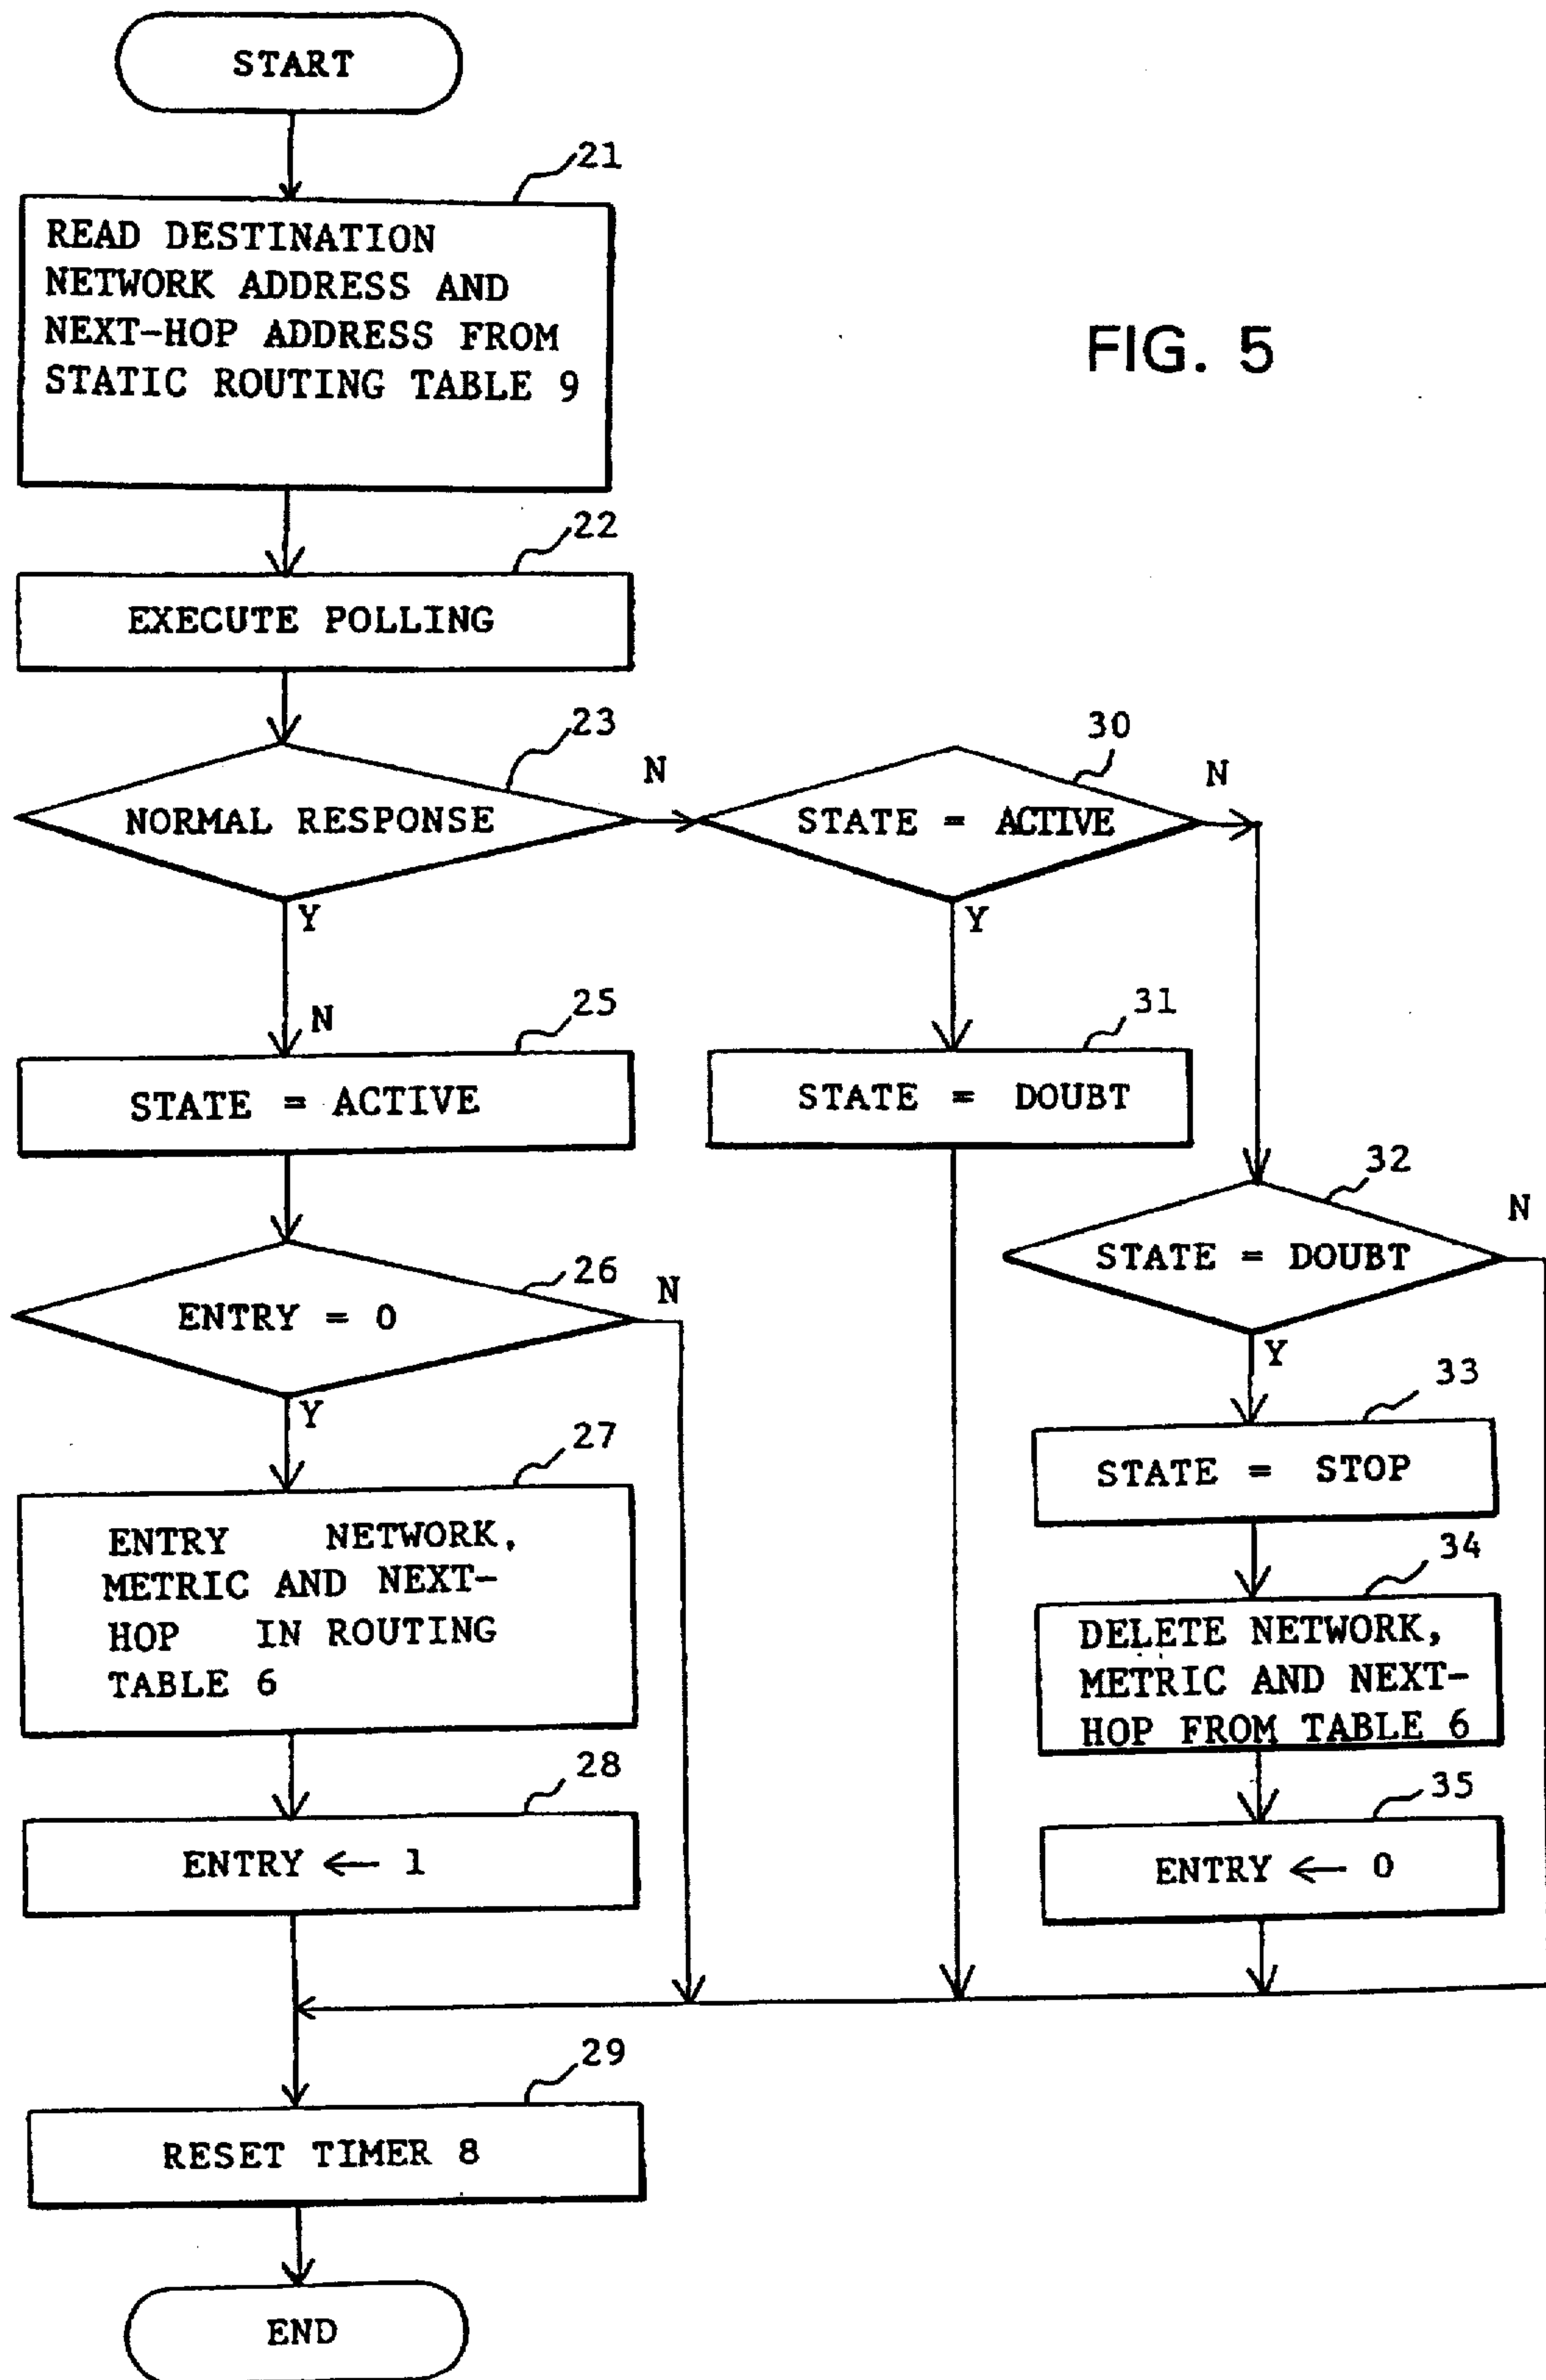 START
21
READ DESTINATION
NETWORK ADDRESS AND
NEXT-HOP ADDRESS FROM
STATIC ROUTING TABLE 9
FIG. 5
22
EXECUTE POLLING
23
NORMAL RESPONSE
N
Y
30
STATE = ACTIVE
N
Y
N
25
STATE = ACTIVE
31
STATE = DOUBT
32
STATE = DOUBT
N
Y
26
ENTRY = 0
N
Y
33
STATE = STOP
27
ENTRY NETWORK,
METRIC AND NEXT-
HOP IN ROUTING
TABLE 6
34
DELETE NETWORK,
METRIC AND NEXT-
HOP FROM TABLE 6
28
ENTRY ← 1
35
ENTRY ← 0
29
RESET TIMER 8
END